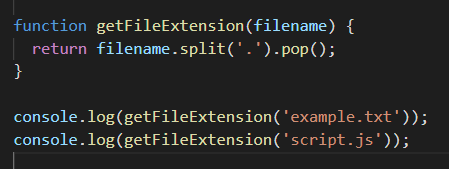 function getFileExtension(filename) {
  return filename.split('.').pop();
}
console.log(getFileExtension('example.txt'));
console.log(getFileExtension('script.js'));